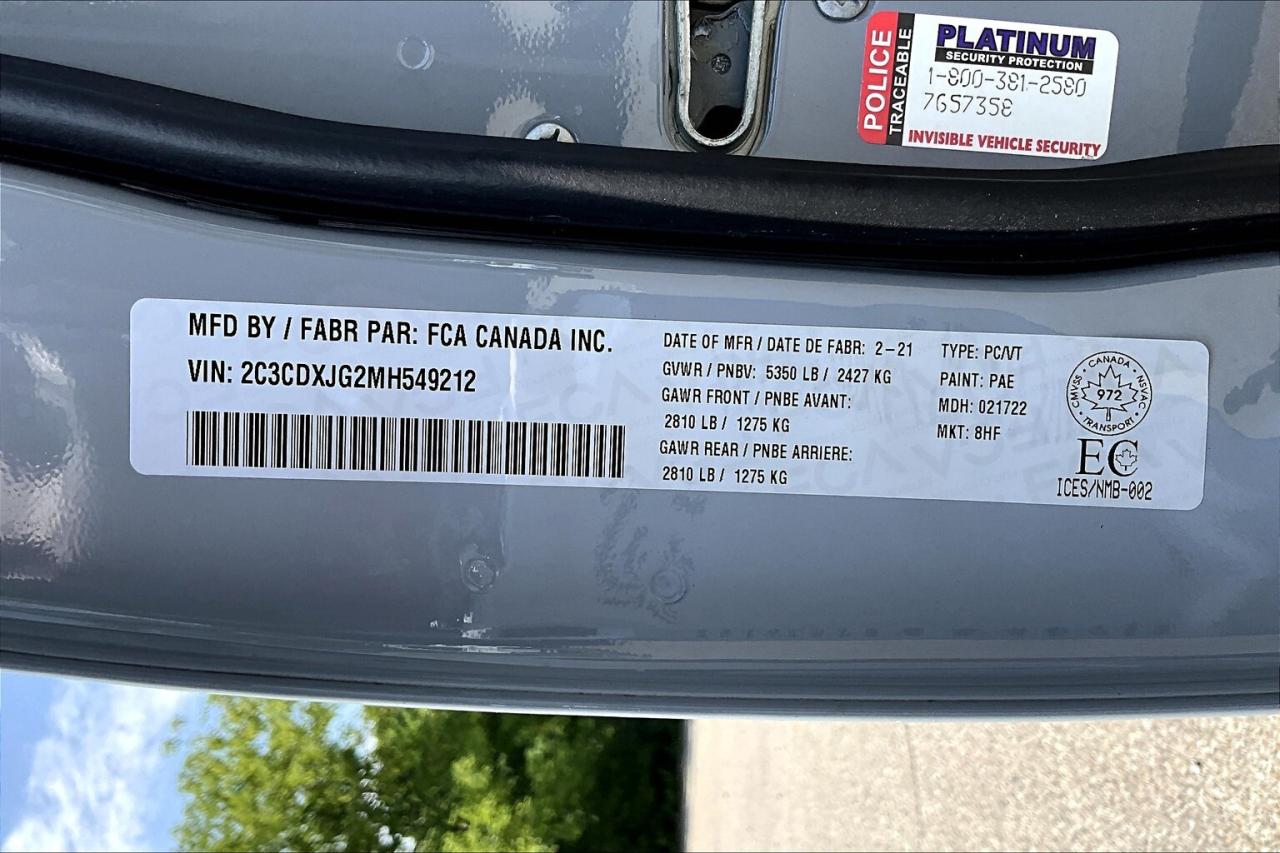 POLICE
TRACEABLE
PLATINUM
SECURITY PROTECTION
1-800-381-2580
7657358
INVISIBLE VEHICLE SECURITY
MFD BY / FABR PAR: FCA CANADA INC.
VIN: 2C3CDXJG2MH549212
DATE OF MFR / DATE DE FABR: 2-21
GVWR / PNBV: 5350 LB / 2427 KG
GAWR FRONT / PNBE AVANT:
2810 LB / 1275 KG
GAWR REAR / PNBE ARRIERE:
2810 LB / 1275 KG
TYPE: PC/VT
PAINT: PAE
MDH: 021722
MKT: 8HF
CANADA
CMVSS
NSVAC
972
TRANSPORT
EC
ICES/NMB-002